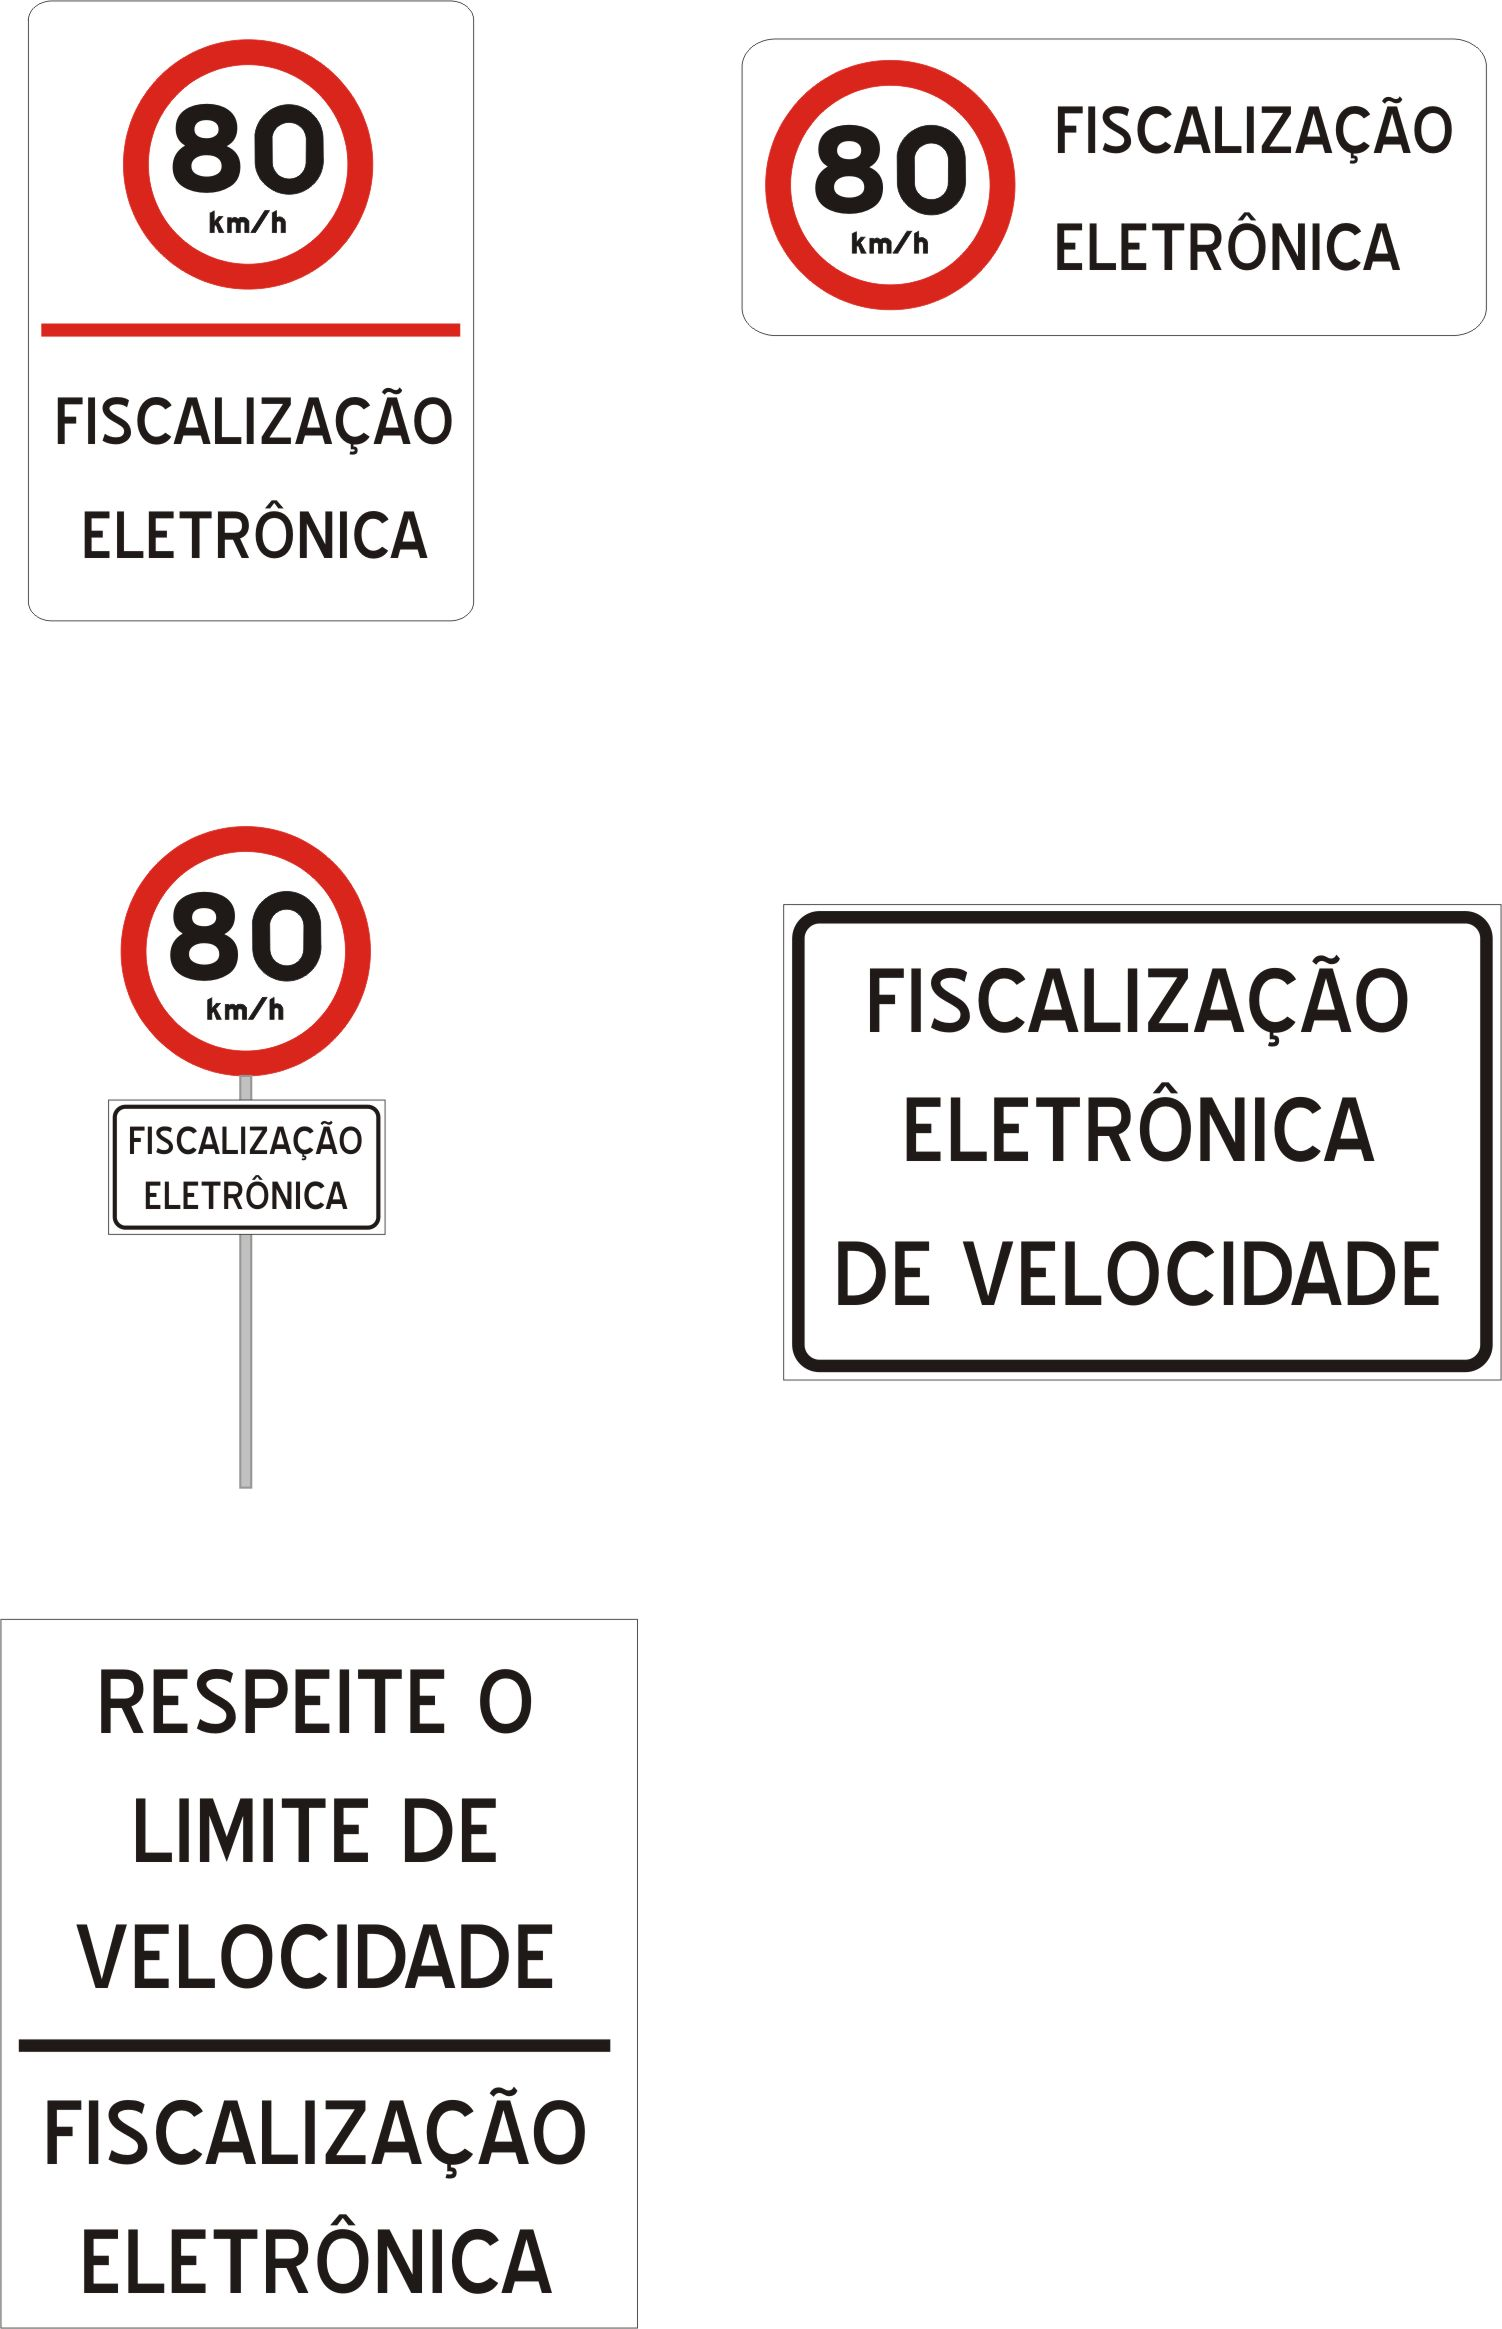 80
km/h
FISCALIZAÇÃO
ELETRÔNICA
80
km/h
FISCALIZAÇÃO
ELETRÔNICA
80
km/h
FISCALIZAÇÃO
ELETRÔNICA
FISCALIZAÇÃO
ELETRÔNICA
DE VELOCIDADE
RESPEITE O
LIMITE DE
VELOCIDADE
FISCALIZAÇÃO
ELETRÔNICA